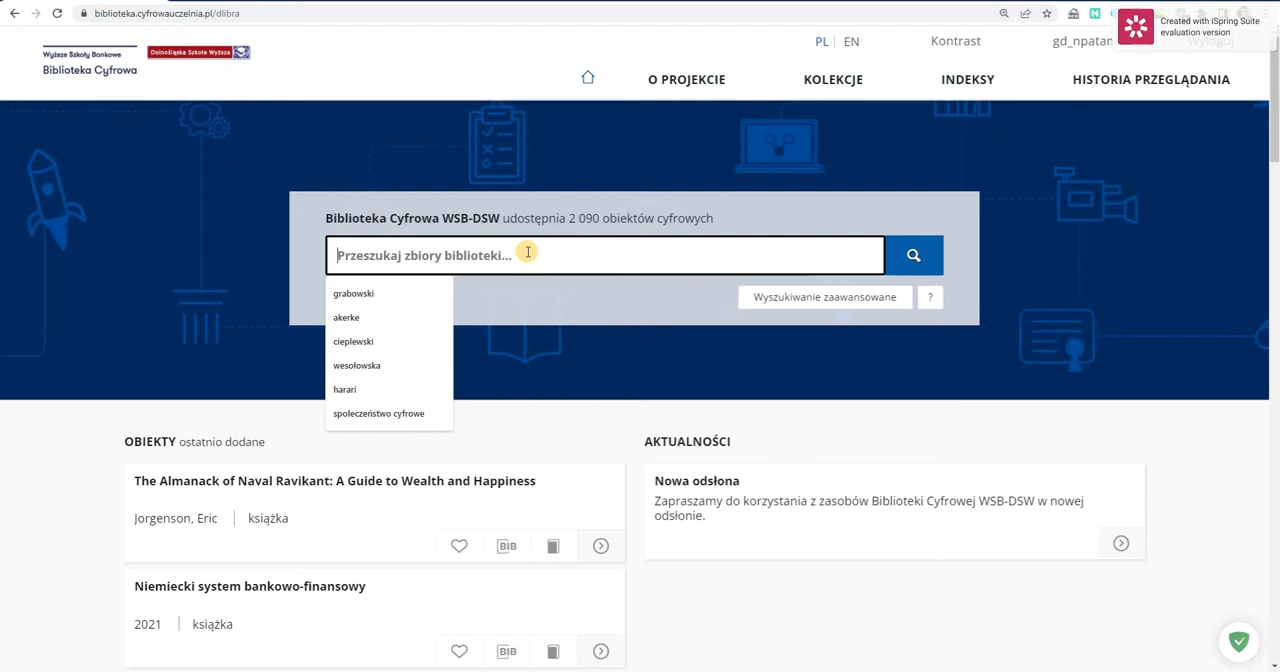 biblioteka.cyfrowauczelnia.pl/dlibra
Created with iSpring Suite
evaluation version
Wyższe Szkoły Bankowe
Biblioteka Cyfrowa
Dolnośląska Szkoła Wyższa
PL
EN
Kontrast
gd_npatan
Wyloguj
O PROJEKCIE
KOLEKCJE
INDEKSY
HISTORIA PRZEGLĄDANIA
Biblioteka Cyfrowa WSB-DSW udostępnia 2 090 obiektów cyfrowych
Przeszukaj zbiory biblioteki...
grabowski
akerke
cieplewski
wesołowska
harari
społeczeństwo cyfrowe
Wyszukiwanie zaawansowane
?
OBIEKTY ostatnio dodane
The Almanack of Naval Ravikant: A Guide to Wealth and Happiness
Jorgenson, Eric
książka
BIB
Niemiecki system bankowo-finansowy
2021
książka
BIB
AKTUALNOŚCI
Nowa odsłona
Zapraszamy do korzystania z zasobów Biblioteki Cyfrowej WSB-DSW w nowej
odsłonie.